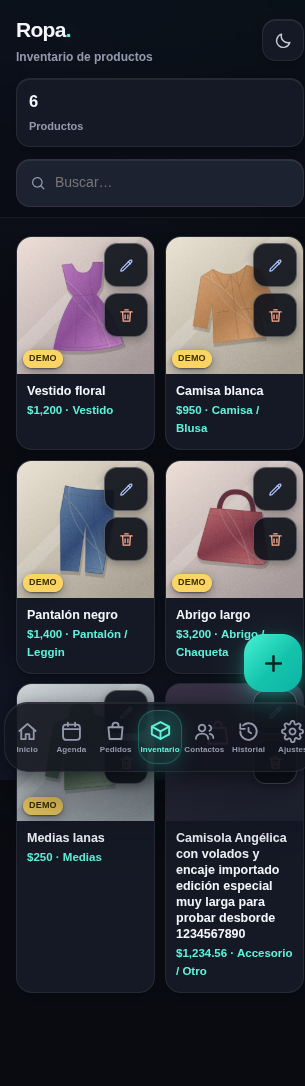 Ropa.
Inventario de productos
6
Productos
Buscar…
DEMO
DEMO
Vestido floral
$1,200 · Vestido
Camisa blanca
$950 · Camisa /
Blusa
DEMO
DEMO
Pantalón negro
$1,400 · Pantalón /
Leggin
Abrigo largo
$3,200 · Abrigo /
Chaqueta
Inicio
Agenda
Pedidos
Inventario
Contactos
Historial
Ajustes
DEMO
Medias lanas
$250 · Medias
Camisola Angélica
con volados y
encaje importado
edición especial
muy larga para
probar desborde
1234567890
$1,234.56 · Accesorio
/ Otro